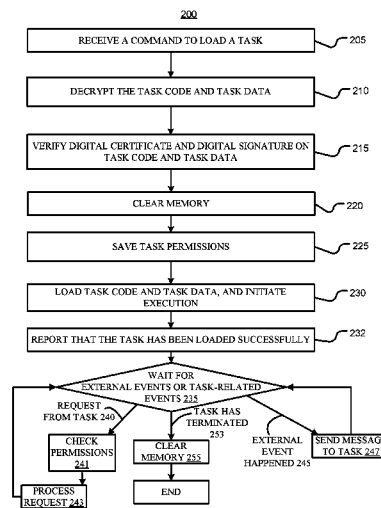 200
RECEIVE A COMMAND TO LOAD A TASK
205
DECRYPT THE TASK CODE AND TASK DATA
210
VERIFY DIGITAL CERTIFICATE AND DIGITAL SIGNATURE ON
TASK CODE AND TASK DATA
215
CLEAR MEMORY
220
SAVE TASK PERMISSIONS
225
LOAD TASK CODE AND TASK DATA, AND INITIATE
EXECUTION
230
REPORT THAT THE TASK HAS BEEN LOADED SUCCESSFULLY
232
WAIT FOR
EXTERNAL EVENTS OR TASK-RELATED
EVENTS 235
REQUEST
FROM TASK 240
TASK HAS
TERMINATED
253
EXTERNAL
EVENT
HAPPENED 245
CHECK
PERMISSIONS
241
CLEAR
MEMORY 255
SEND MESSAGE
TO TASK 247
PROCESS
REQUEST 243
END